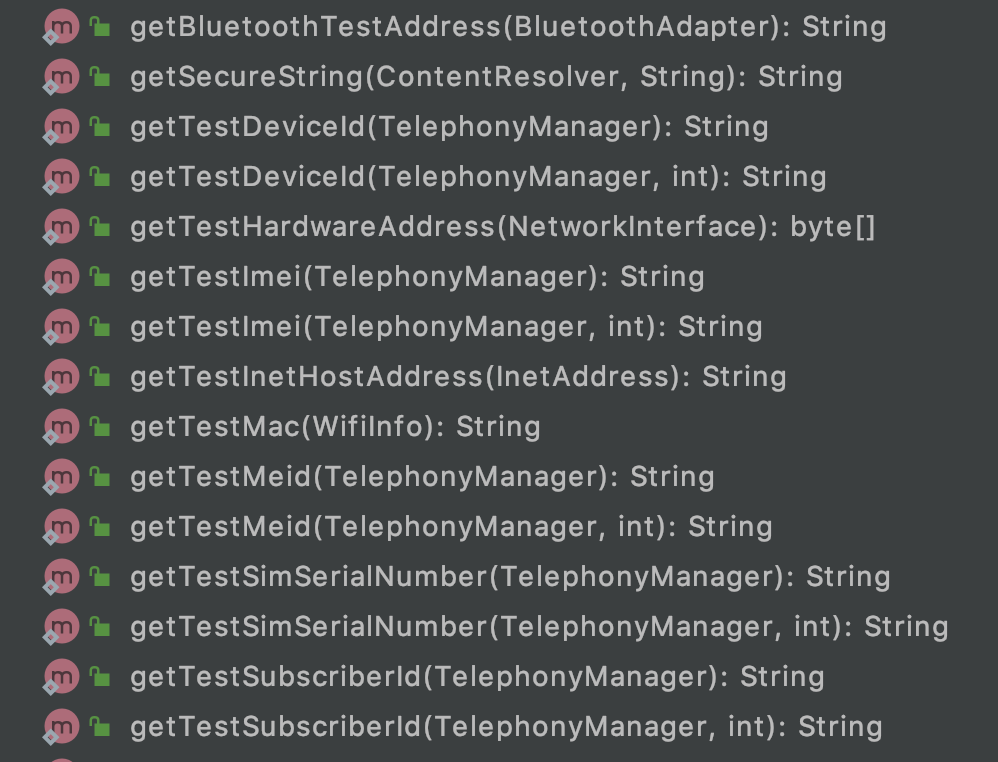 m getBluetoothTestAddress(BluetoothAdapter): String
m getSecureString(ContentResolver, String): String
m getTestDeviceId(TelephonyManager): String
m getTestDeviceId(TelephonyManager, int): String
m getTestHardwareAddress(NetworkInterface): byte[]
m getTestImei(TelephonyManager): String
m getTestImei(TelephonyManager, int): String
m getTestInetHostAddress(InetAddress): String
m getTestMac(WifiInfo): String
m getTestMeid(TelephonyManager): String
m getTestMeid(TelephonyManager, int): String
m getTestSimSerialNumber(TelephonyManager): String
m getTestSimSerialNumber(TelephonyManager, int): String
m getTestSubscriberId(TelephonyManager): String
m getTestSubscriberId(TelephonyManager, int): String